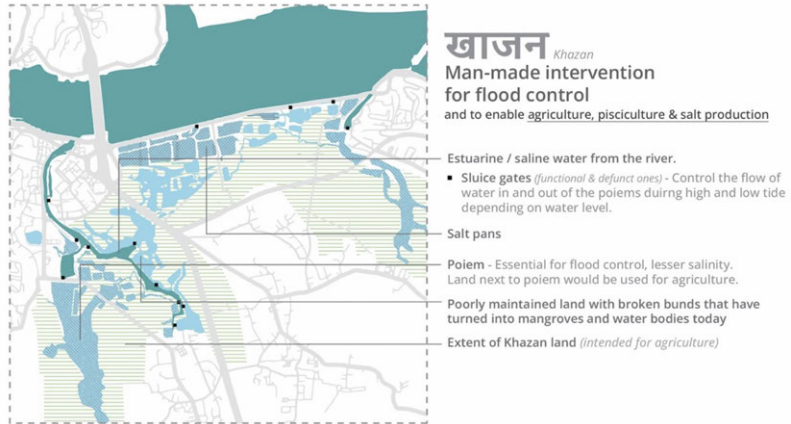 खाजन Khazan
Man-made intervention
for flood control
and to enable agriculture, pisciculture & salt production
Estuarine / saline water from the river.
▪ Sluice gates (functional & defunct ones) - Control the flow of
water in and out of the poiems duirng high and low tide
depending on water level.
Salt pans
Poiem - Essential for flood control, lesser salinity.
Land next to poiem would be used for agriculture.
Poorly maintained land with broken bunds that have
turned into mangroves and water bodies today
Extent of Khazan land (intended for agriculture)